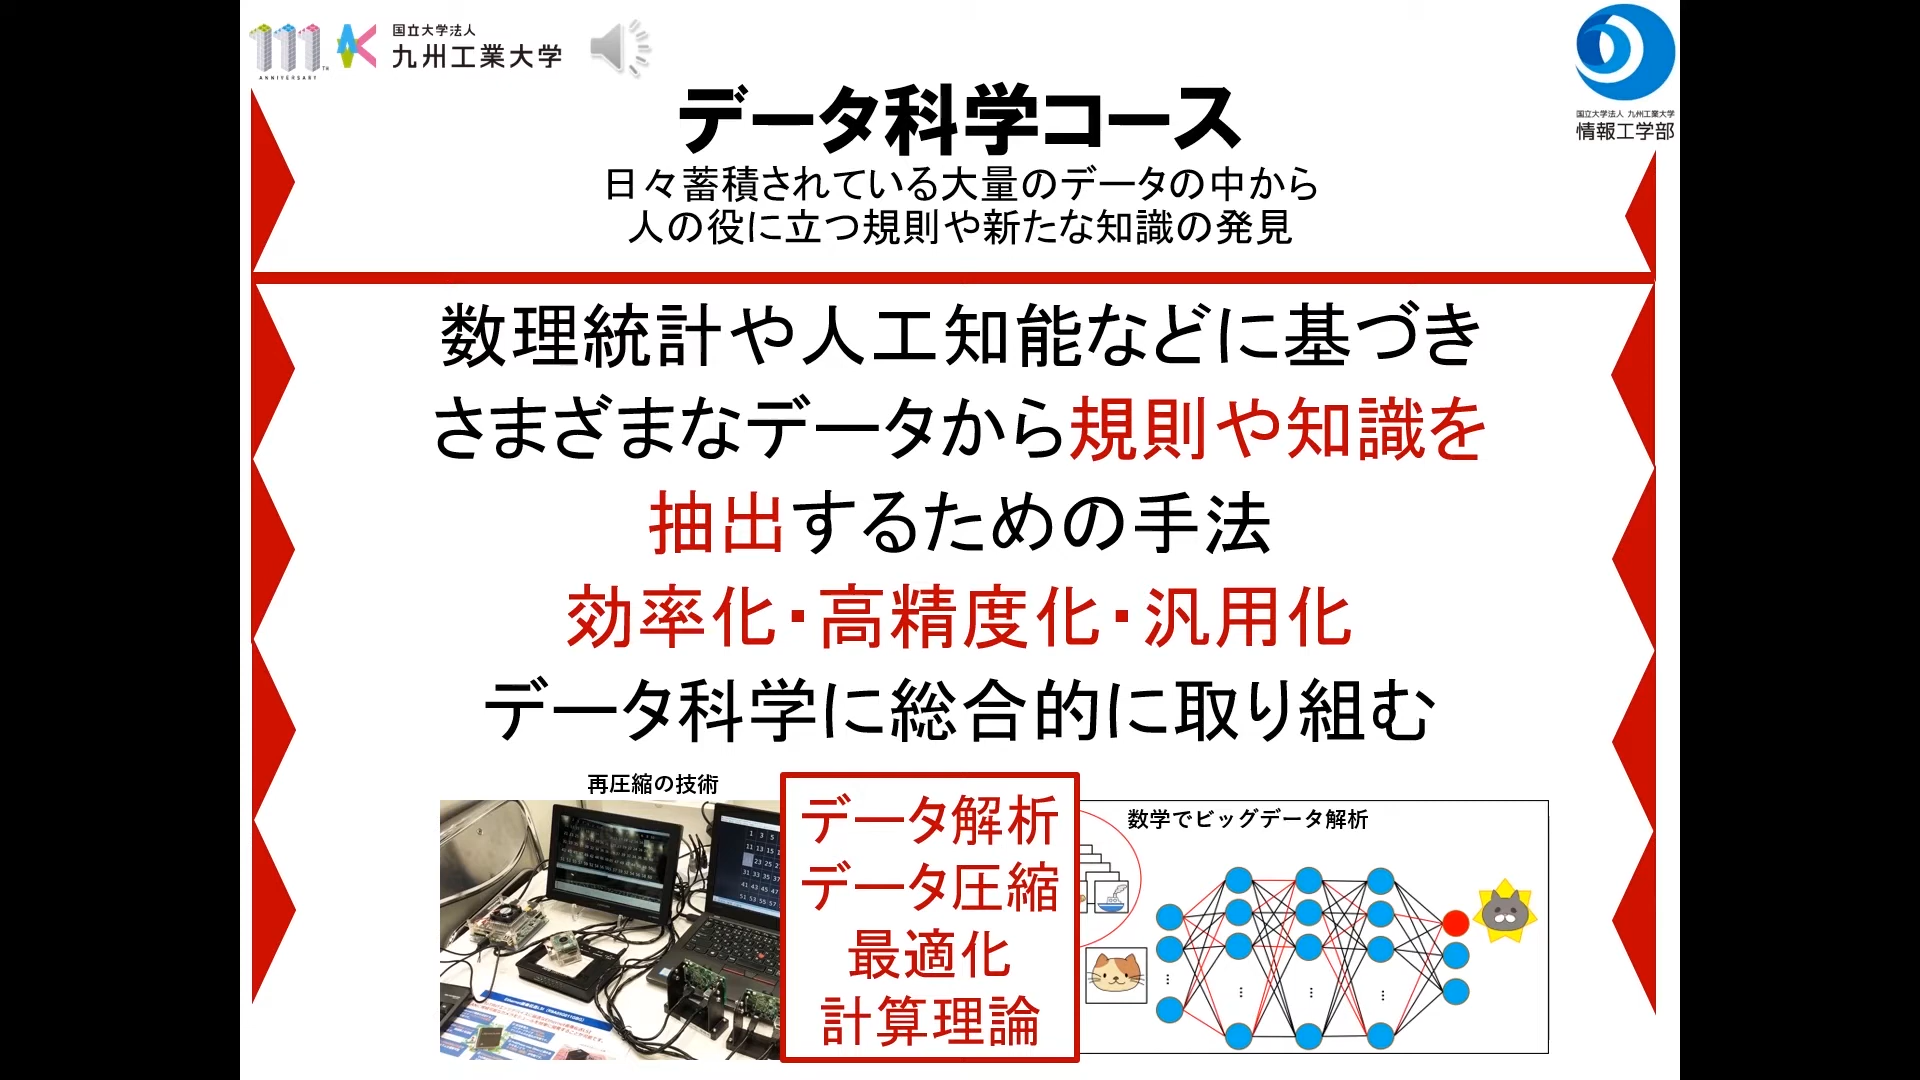 111
TH
ANNIVERSARY
国立大学法人
九州工業大学
国立大学法人 九州工業大学
情報工学部
データ科学コース
日々蓄積されている大量のデータの中から
人の役に立つ規則や新たな知識の発見
数理統計や人工知能などに基づき
さまざまなデータから規則や知識を
抽出するための手法
効率化・高精度化・汎用化
データ科学に総合的に取り組む
再圧縮の技術
データ解析
データ圧縮
最適化
計算理論
数学でビッグデータ解析